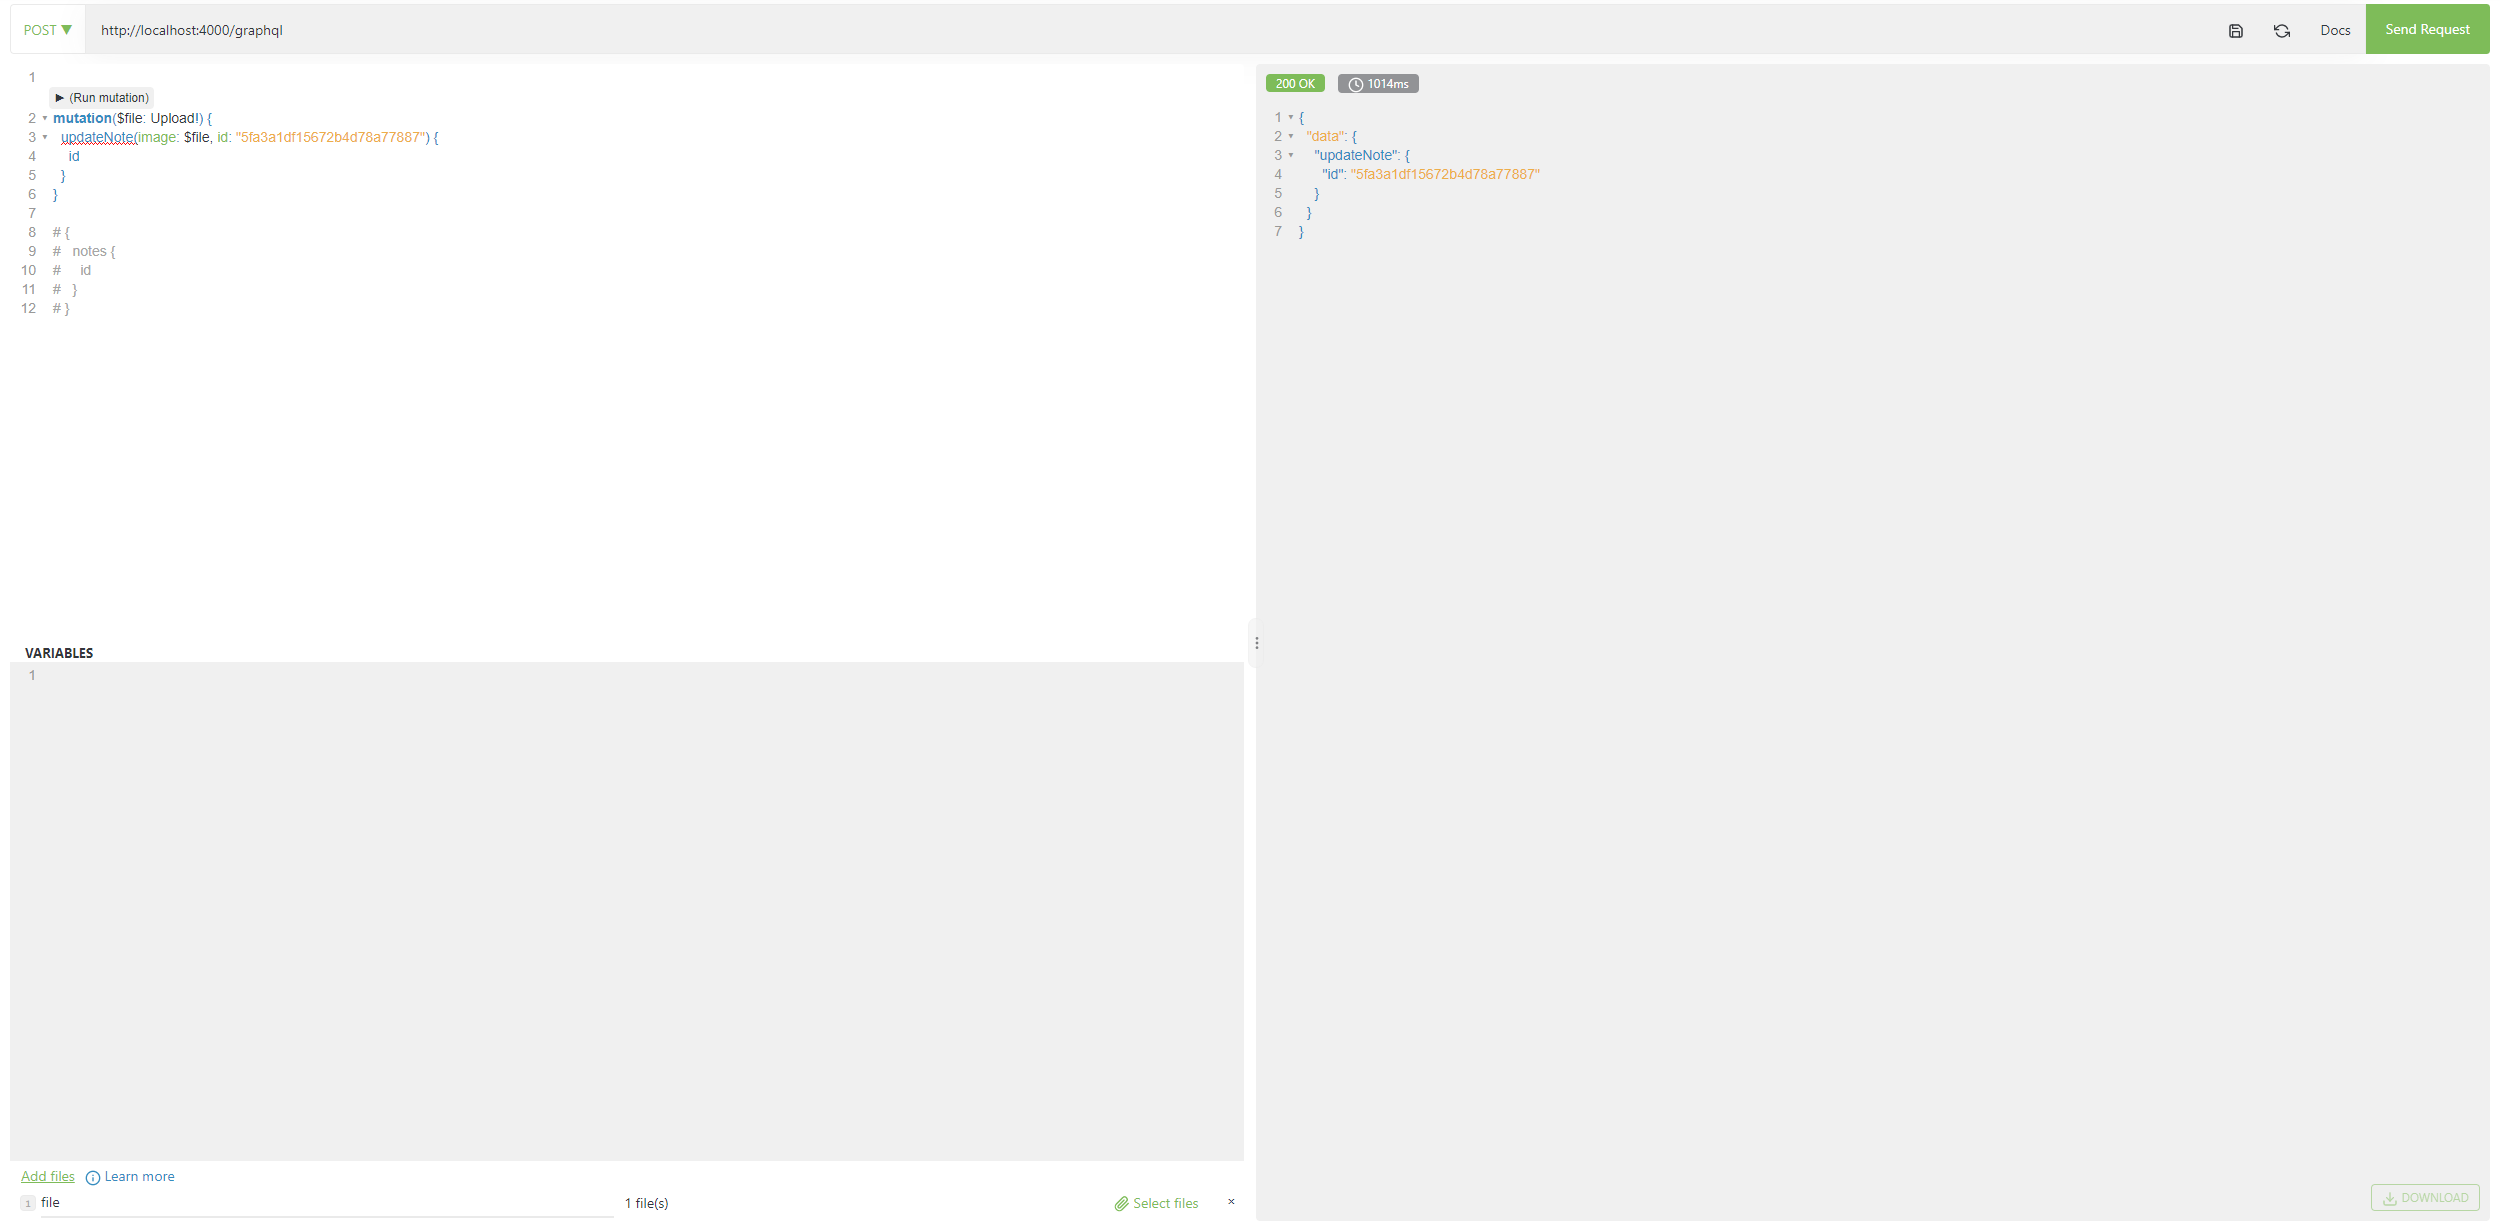 POST ▼ http://localhost:4000/graphql Docs Send Request
1
▶ (Run mutation)
2 ▾ mutation($file: Upload!) {
3 ▾ updateNote(image: $file, id: "5fa3a1df15672b4d78a77887") {
4 id
5 }
6 }
7
8 # {
9 # notes {
10 # id
11 # }
12 # }
VARIABLES
1
Add files Learn more
1 file 1 file(s) Select files ×
200 OK 1014ms
1 ▾ {
2 ▾ "data": {
3 ▾ "updateNote": {
4 "id": "5fa3a1df15672b4d78a77887"
5 }
6 }
7 }
DOWNLOAD